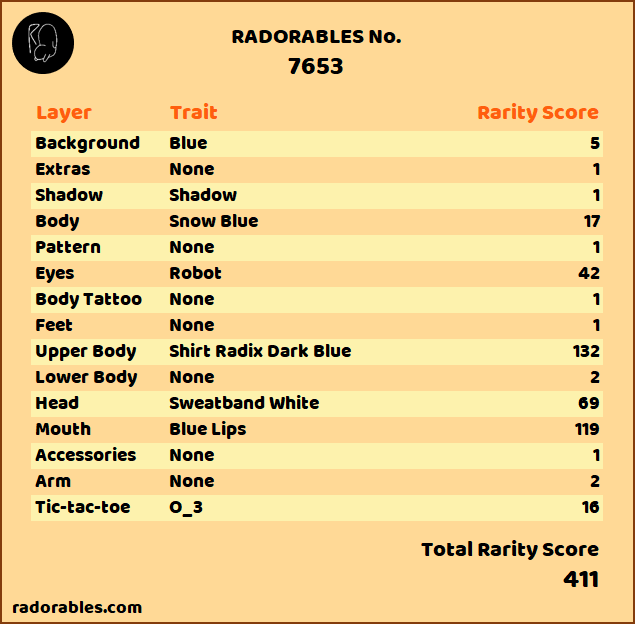 RADORABLES No.
7653
Layer Trait Rarity Score
Background Blue 5
Extras None 1
Shadow Shadow 1
Body Snow Blue 17
Pattern None 1
Eyes Robot 42
Body Tattoo None 1
Feet None 1
Upper Body Shirt Radix Dark Blue 132
Lower Body None 2
Head Sweatband White 69
Mouth Blue Lips 119
Accessories None 1
Arm None 2
Tic-tac-toe O_3 16
Total Rarity Score
411
radorables.com